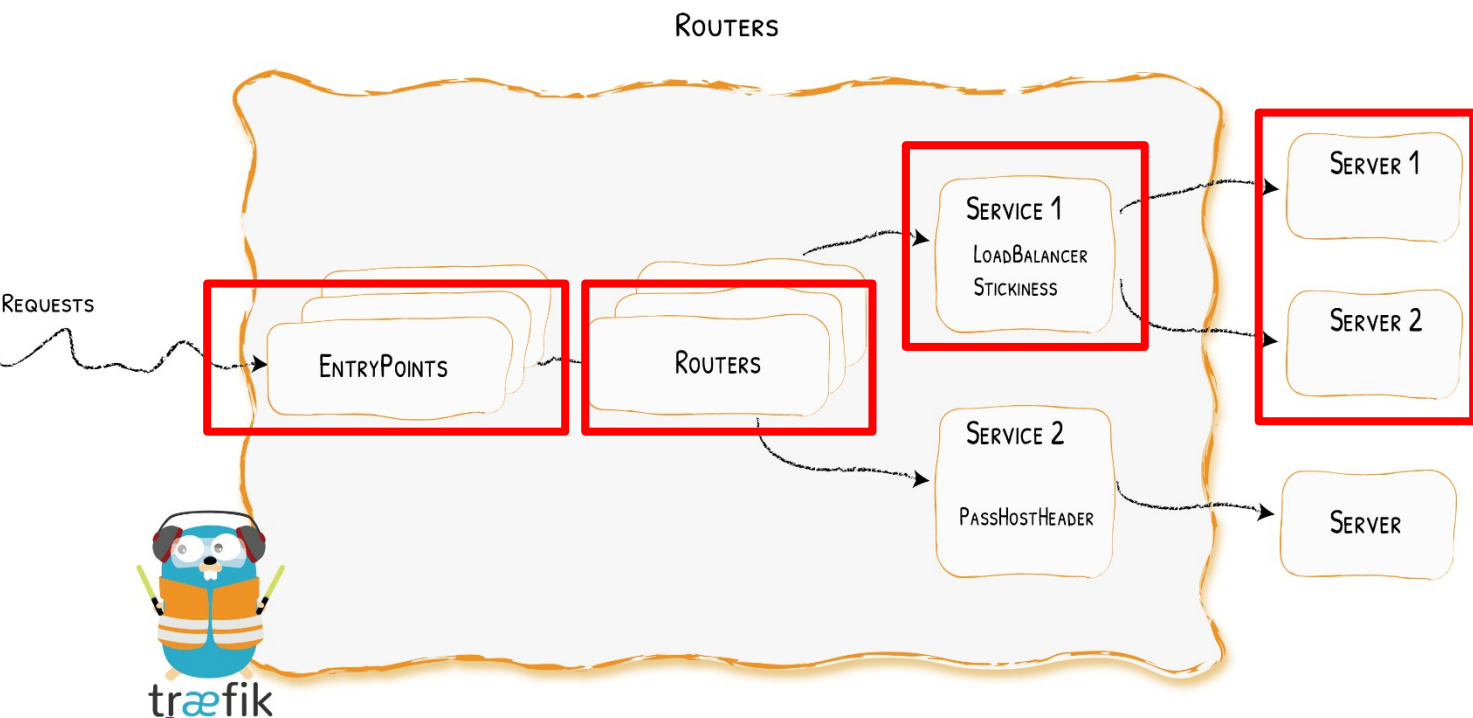 Routers
Requests
EntryPoints
Routers
Service 1
LoadBalancer
Stickiness
Service 2
PassHostHeader
Server 1
Server 2
Server
træfik